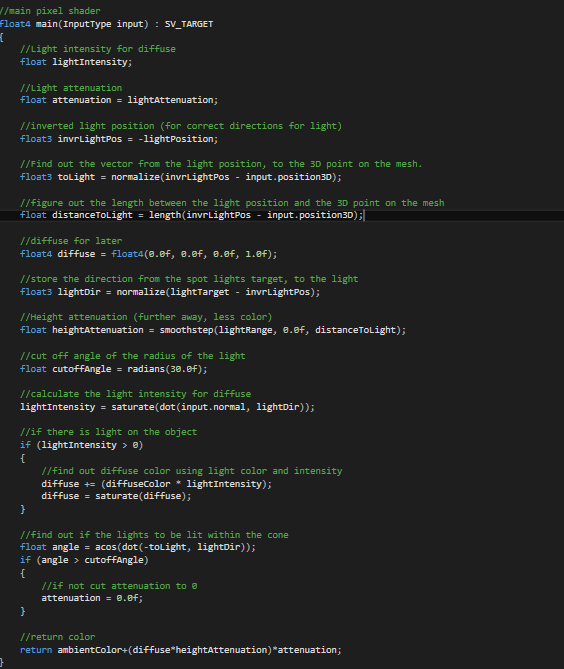 //main pixel shader
float4 main(InputType input) : SV_TARGET
{
//Light intensity for diffuse
float lightIntensity;
//Light attenuation
float attenuation = lightAttenuation;
//inverted light position (for correct directions for light)
float3 invrLightPos = -lightPosition;
//Find out the vector from the light position, to the 3D point on the mesh.
float3 toLight = normalize(invrLightPos - input.position3D);
//figure out the length between the light position and the 3D point on the mesh
float distanceToLight = length(invrLightPos - input.position3D);
//diffuse for later
float4 diffuse = float4(0.0f, 0.0f, 0.0f, 1.0f);
//store the direction from the spot lights target, to the light
float3 lightDir = normalize(lightTarget - invrLightPos);
//Height attenuation (further away, less color)
float heightAttenuation = smoothstep(lightRange, 0.0f, distanceToLight);
//cut off angle of the radius of the light
float cutoffAngle = radians(30.0f);
//calculate the light intensity for diffuse
lightIntensity = saturate(dot(input.normal, lightDir));
//if there is light on the object
if (lightIntensity > 0)
{
//find out diffuse color using light color and intensity
diffuse += (diffuseColor * lightIntensity);
diffuse = saturate(diffuse);
}
//find out if the lights to be lit within the cone
float angle = acos(dot(-toLight, lightDir));
if (angle > cutoffAngle)
{
//if not cut attenuation to 0
attenuation = 0.0f;
}
//return color
return ambientColor+(diffuse*heightAttenuation)*attenuation;
}